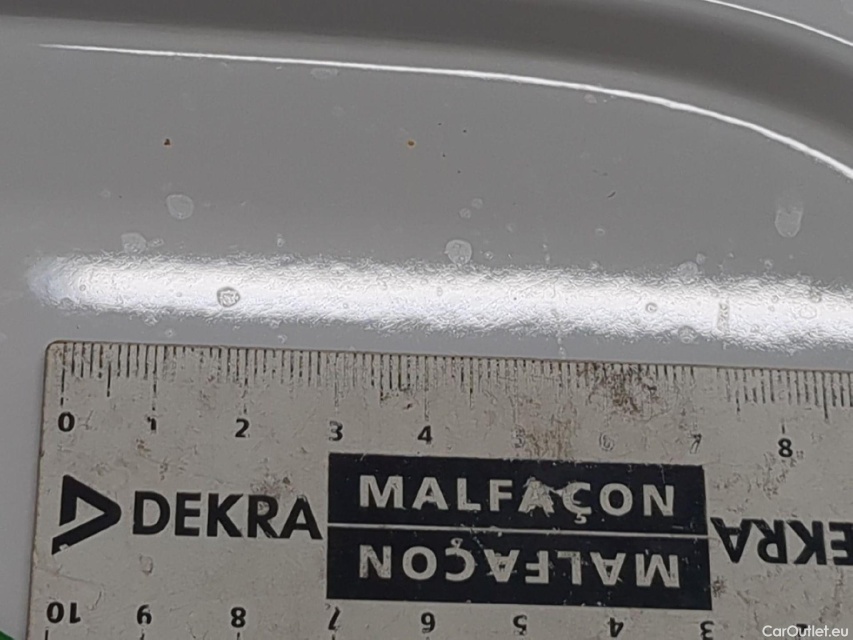 0 1 2 3 4 5 6 7 8
DEKRA MALFAÇON EKRA
MALFAÇON
10 9 8 7 6 5 4 3
CarOutlet.eu